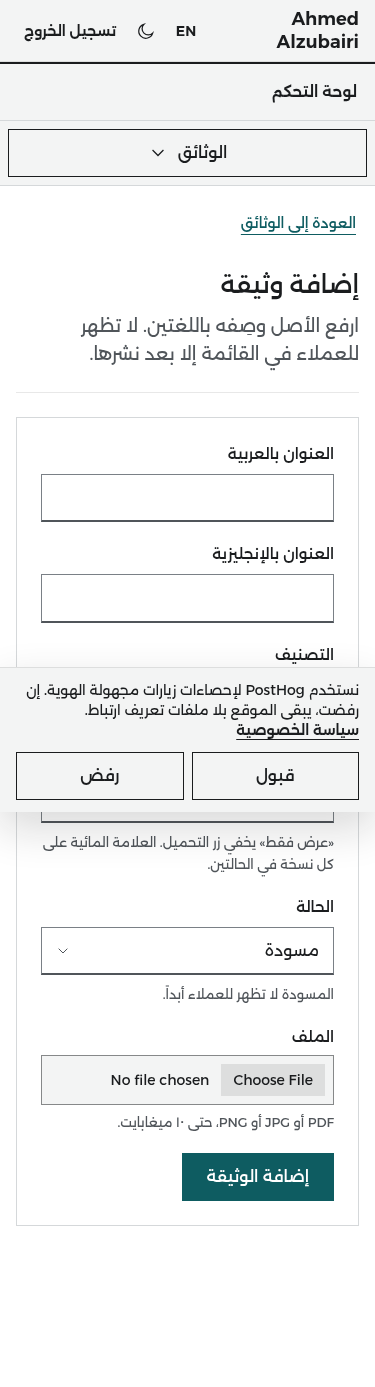 Ahmed
Alzubairi
EN
تسجيل الخروج
لوحة التحكم
الوثائق
العودة إلى الوثائق
إضافة وثيقة
ارفع الأصل وصِفه باللغتين. لا تظهر
للعملاء في القائمة إلا بعد نشرها.
العنوان بالعربية
العنوان بالإنجليزية
التصنيف
نستخدم PostHog لإحصاءات زيارات مجهولة الهوية. إن
رفضت، يبقى الموقع بلا ملفات تعريف ارتباط.
سياسة الخصوصية
قبول
رفض
«عرض فقط» يخفي زر التحميل. العلامة المائية على
كل نسخة في الحالتين.
الحالة
مسودة
المسودة لا تظهر للعملاء أبداً.
الملف
Choose File
No file chosen
PDF أو JPG أو PNG، حتى ١٠ ميغابايت.
إضافة الوثيقة